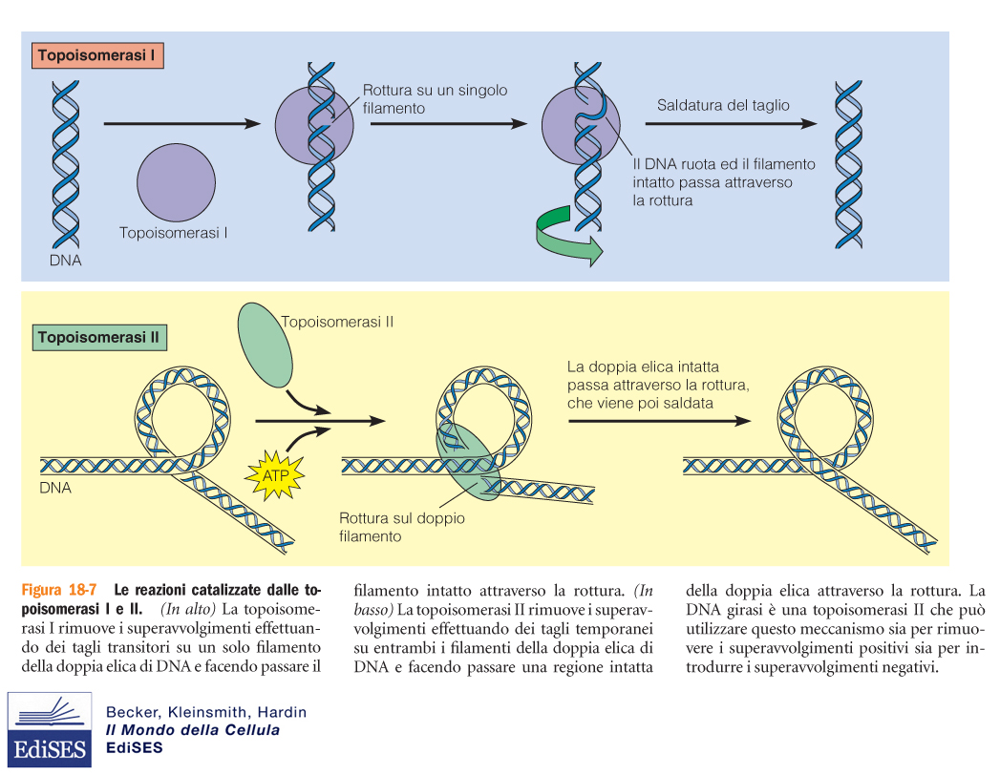 Topoisomerasi I
Rottura su un singolo
filamento
Saldatura del taglio
Il DNA ruota ed il filamento
intatto passa attraverso
la rottura
Topoisomerasi I
DNA
Topoisomerasi II
Topoisomerasi II
La doppia elica intatta
passa attraverso la rottura,
che viene poi saldata
ATP
DNA
Rottura sul doppio
filamento
Figura 18-7 Le reazioni catalizzate dalle to-
poisomerasi I e II. (In alto) La topoisome-
rasi I rimuove i superavvolgimenti effettuan-
do dei tagli transitori su un solo filamento
della doppia elica di DNA e facendo passare il
filamento intatto attraverso la rottura. (In
basso) La topoisomerasi II rimuove i superav-
volgimenti effettuando dei tagli temporanei
su entrambi i filamenti della doppia elica di
DNA e facendo passare una regione intatta
della doppia elica attraverso la rottura. La
DNA girasi è una topoisomerasi II che può
utilizzare questo meccanismo sia per rimuo-
vere i superavvolgimenti positivi sia per in-
trodurre i superavvolgimenti negativi.
Becker, Kleinsmith, Hardin
Il Mondo della Cellula
EdiSES
EdiSES